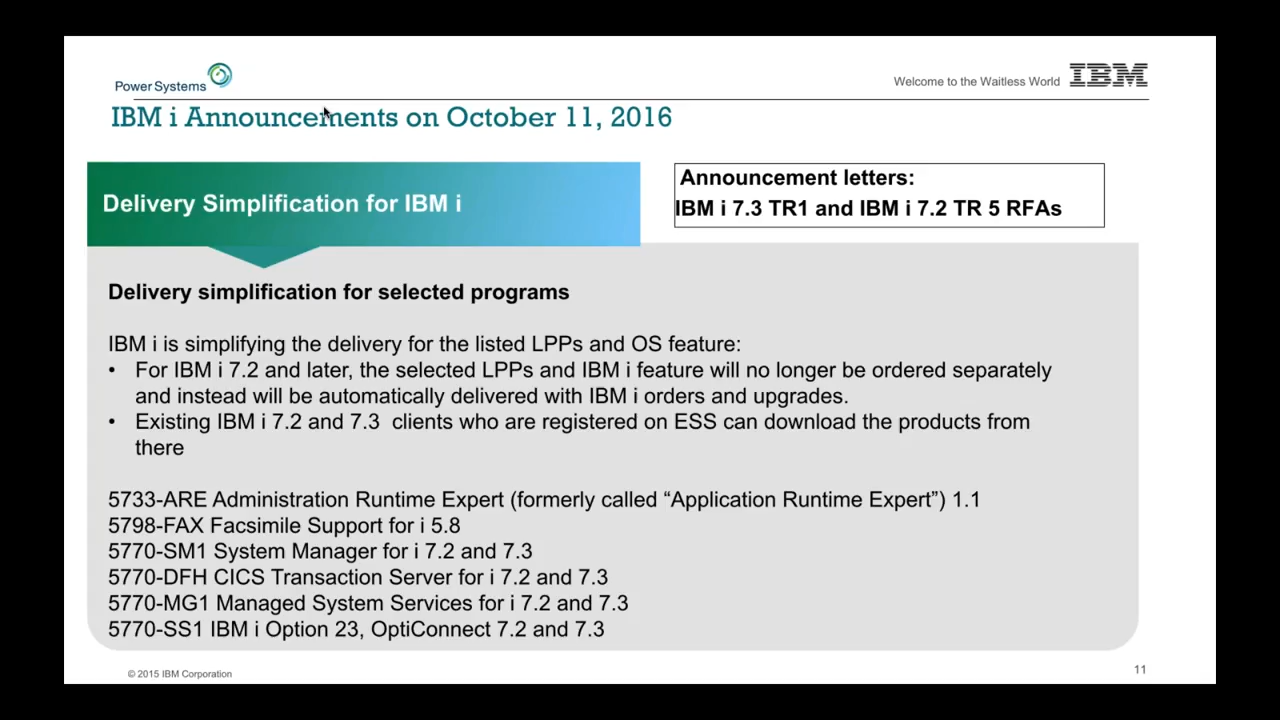 Power Systems
Welcome to the Waitless World
IBM
IBM i Announcements on October 11, 2016
Delivery Simplification for IBM i
Announcement letters:
IBM i 7.3 TR1 and IBM i 7.2 TR 5 RFAs
Delivery simplification for selected programs
IBM i is simplifying the delivery for the listed LPPs and OS feature:
• For IBM i 7.2 and later, the selected LPPs and IBM i feature will no longer be ordered separately
and instead will be automatically delivered with IBM i orders and upgrades.
• Existing IBM i 7.2 and 7.3  clients who are registered on ESS can download the products from
there
5733-ARE Administration Runtime Expert (formerly called “Application Runtime Expert”) 1.1
5798-FAX Facsimile Support for i 5.8
5770-SM1 System Manager for i 7.2 and 7.3
5770-DFH CICS Transaction Server for i 7.2 and 7.3
5770-MG1 Managed System Services for i 7.2 and 7.3
5770-SS1 IBM i Option 23, OptiConnect 7.2 and 7.3
© 2015 IBM Corporation
11